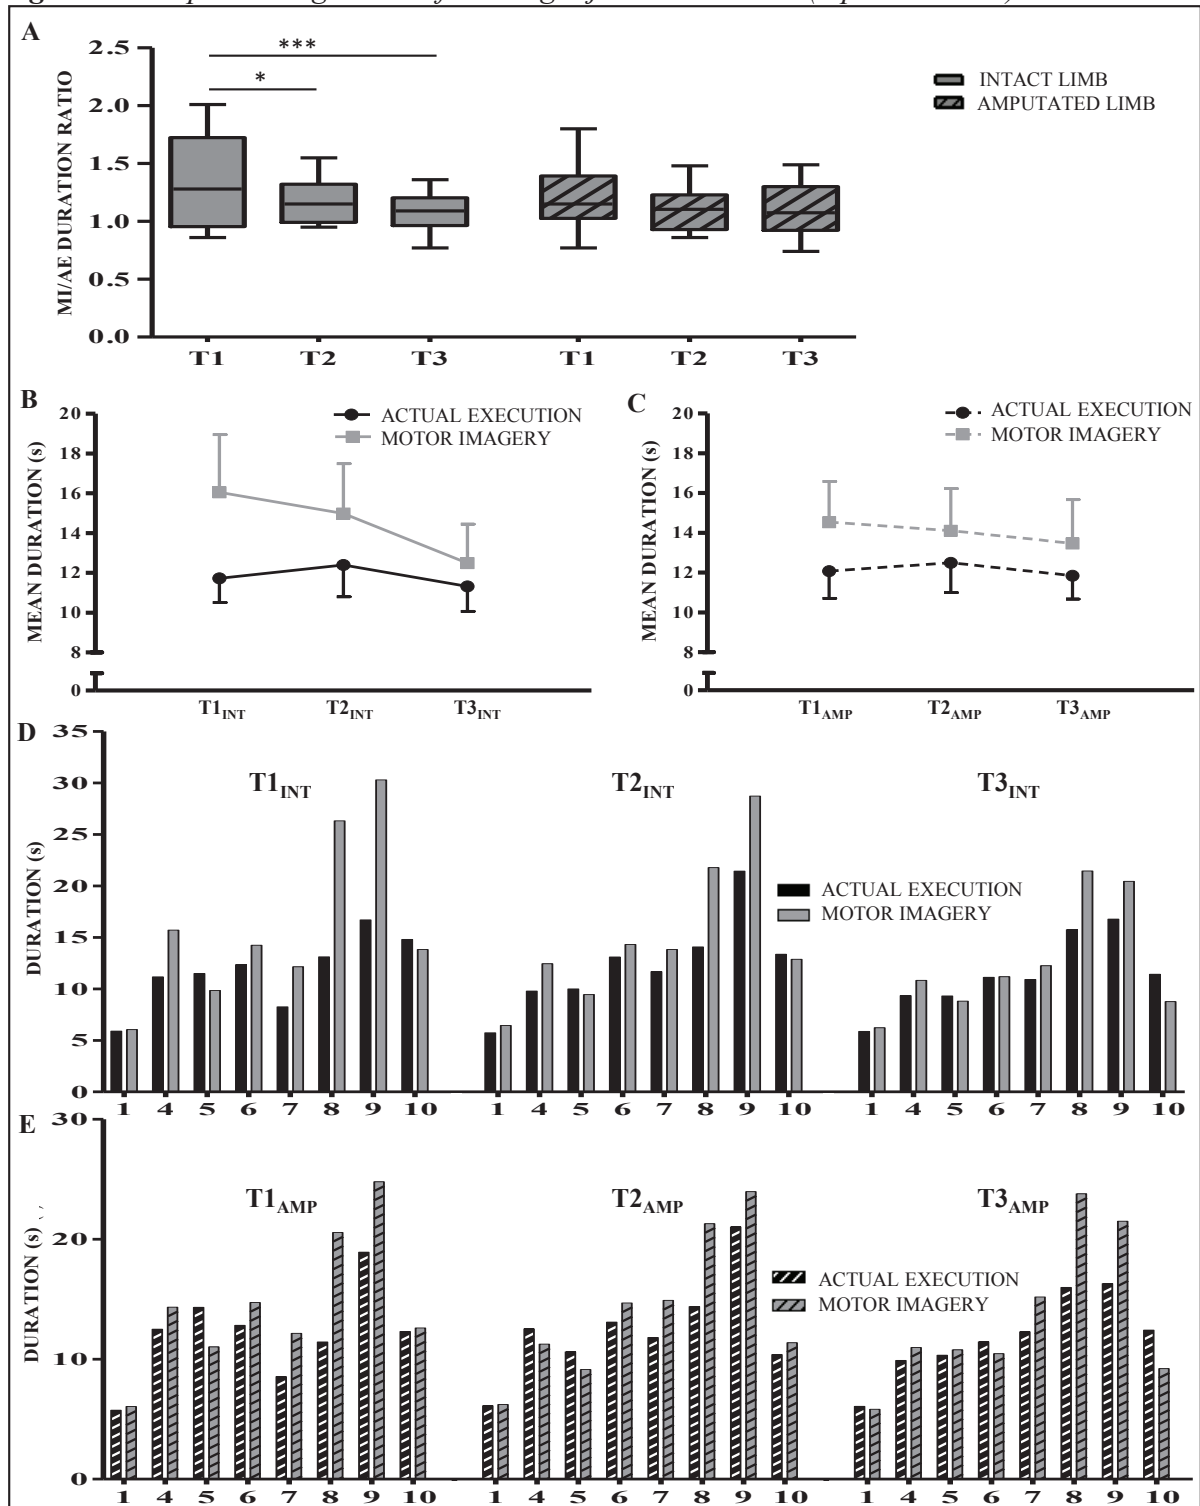 A
2.5
2.0
1.5
1.0
0.5
0.0
MI/AE DURATION RATIO
***
*
INTACT LIMB
AMPUTATED LIMB
T1 T2 T3 T1 T2 T3
B
ACTUAL EXECUTION
MOTOR IMAGERY
MEAN DURATION (s)
20
18
16
14
12
10
8
0
T1INT T2INT T3INT
C
ACTUAL EXECUTION
MOTOR IMAGERY
MEAN DURATION (s)
20
18
16
14
12
10
8
0
T1AMP T2AMP T3AMP
D
35
30
25
20
15
10
5
0
DURATION (s)
T1INT T2INT T3INT
ACTUAL EXECUTION
MOTOR IMAGERY
1 4 5 6 7 8 9 10 1 4 5 6 7 8 9 10 1 4 5 6 7 8 9 10
E
30
20
10
0
DURATION (s)
T1AMP T2AMP T3AMP
ACTUAL EXECUTION
MOTOR IMAGERY
1 4 5 6 7 8 9 10 1 4 5 6 7 8 9 10 1 4 5 6 7 8 9 10